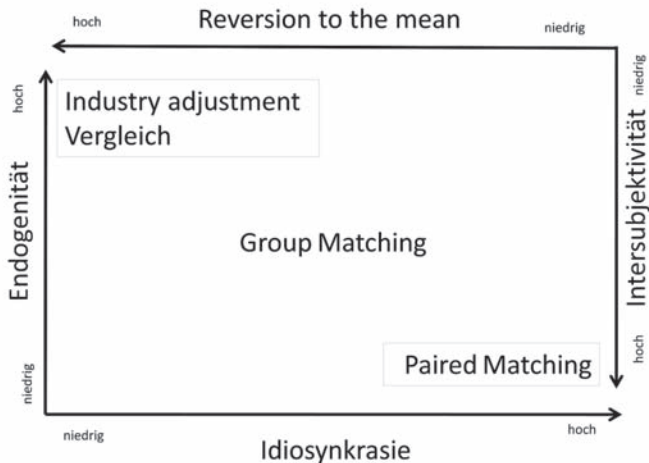 Reversion to the mean
hoch
niedrig
hoch
niedrig
Industry adjustment
Vergleich
Endogenität
Intersubjektivität
Group Matching
hoch
Paired Matching
niedrig
niedrig
hoch
Idiosynkrasie